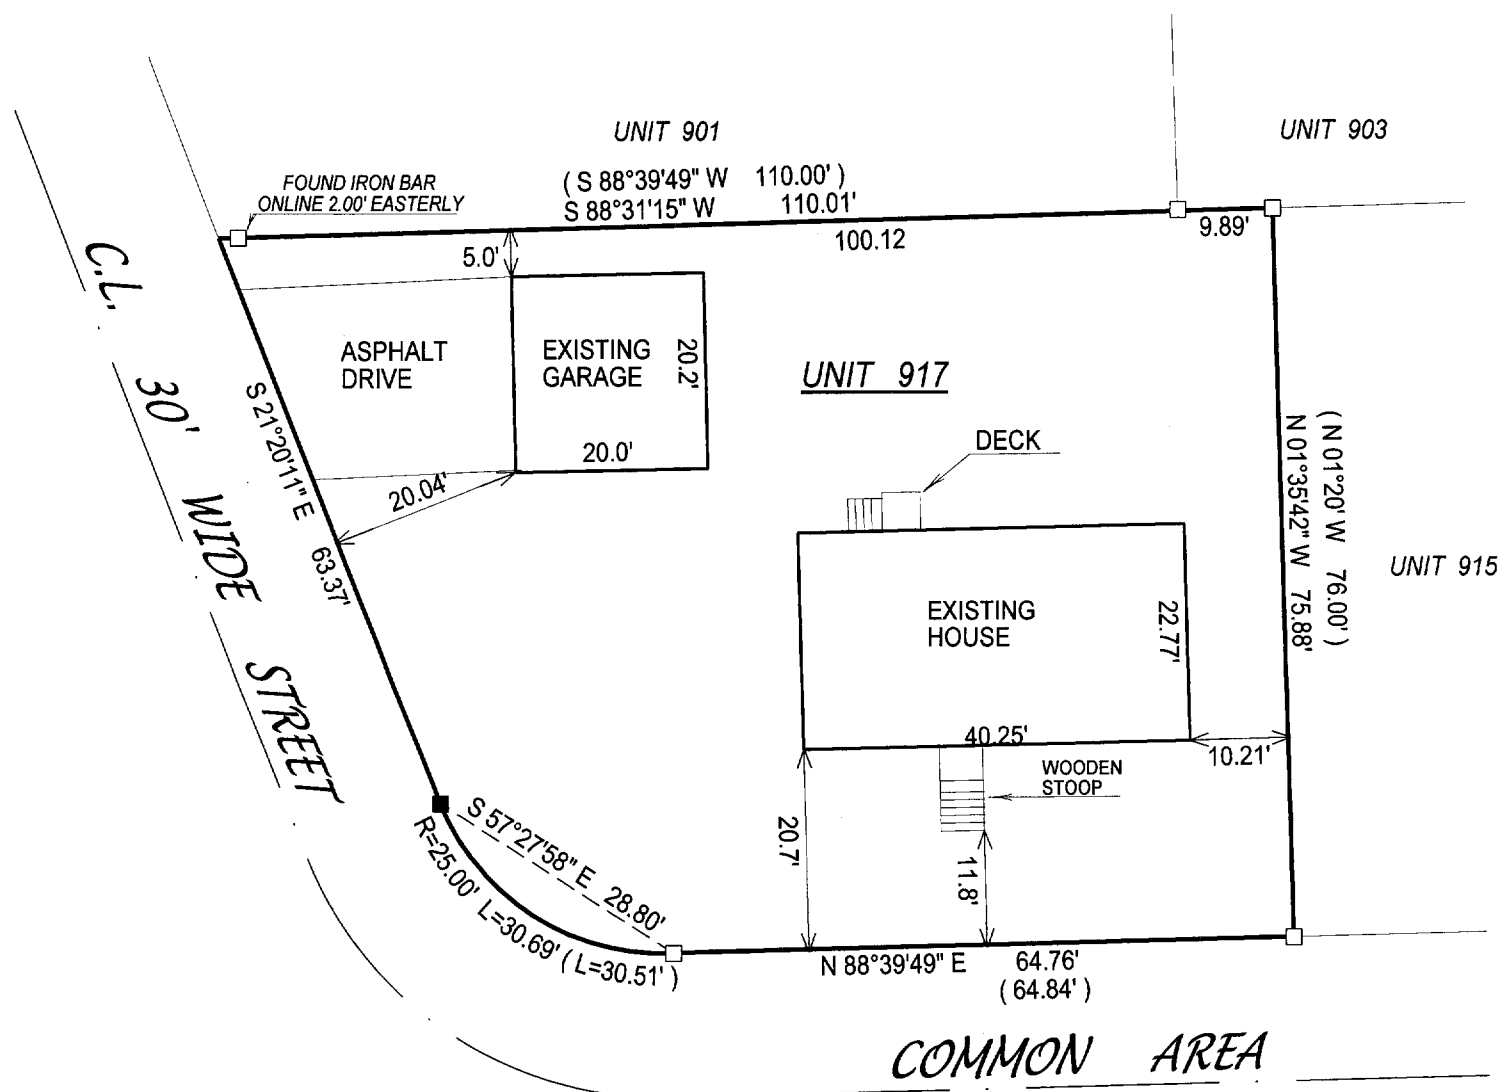 UNIT 901
UNIT 903
( S 88°39'49" W 110.00' )
S 88°31'15" W 110.01'
FOUND IRON BAR
ONLINE 2.00' EASTERLY
100.12
9.89'
5.0'
C.L. 30' WIDE STREET
ASPHALT
DRIVE
EXISTING
GARAGE
20.2'
20.0'
UNIT 917
S 21°20'11" E 63.37'
20.04'
DECK
( N 01°20' W 76.00' )
N 01°35'42" W 75.88'
UNIT 915
EXISTING
HOUSE
22.77'
40.25'
10.21'
WOODEN
STOOP
20.7'
11.8'
S 57°27'58" E 28.80'
R=25.00' L=30.69' ( L=30.51' )
N 88°39'49" E 64.76'
( 64.84' )
COMMON AREA